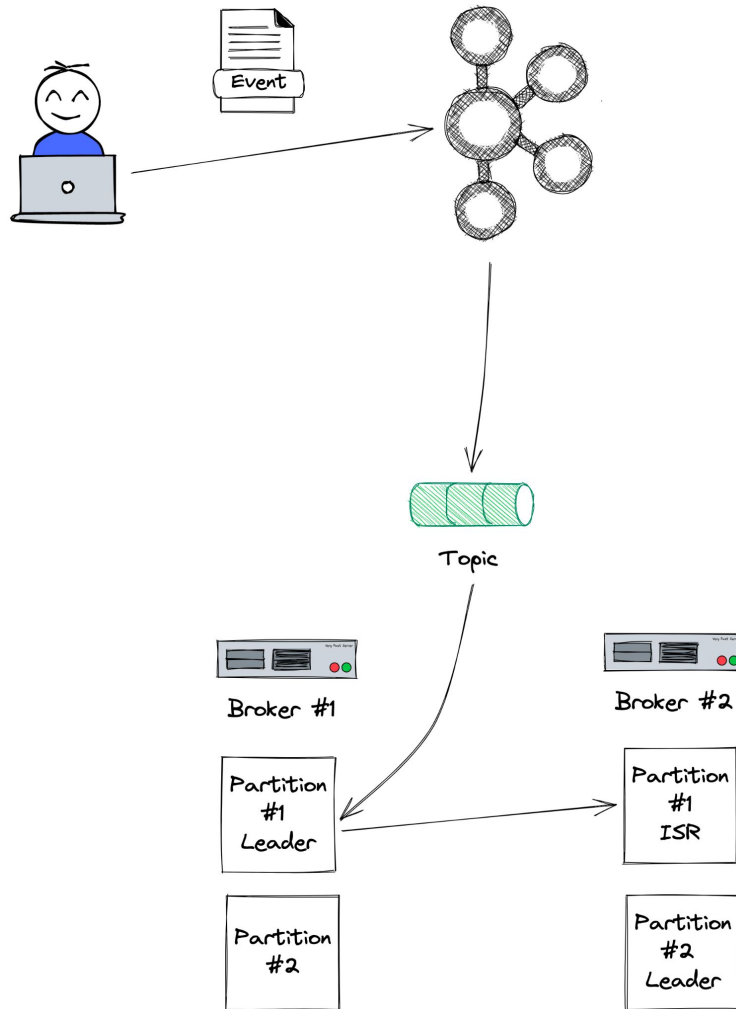 Event
Topic
Broker #1
Broker #2
Partition
#1
Leader
Partition
#1
ISR
Partition
#2
Partition
#2
Leader